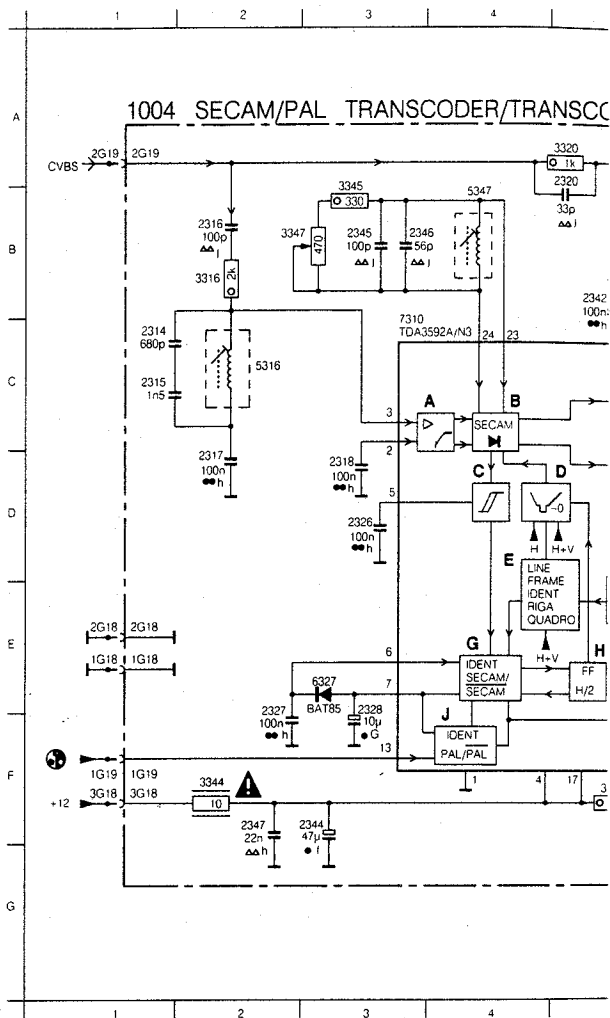 1 2 3 4
A
1004 SECAM/PAL TRANSCODER/TRANSCO
CVBS 2G19 2G19
3320
1k
2320
33p
j
B
2316
100p
j
3316
2k
3345
330
3347
470
2345
100p
j
2346
56p
j
5347
2342
100n
h
C
2314
680p
2315
1n5
5316
7310
TDA3592A/N3
24 23
3
2
A
B
SECAM
2317
100n
h
2318
100n
h
D
5
2326
100n
h
C
D
~0
H H+V
E
LINE
FRAME
IDENT
RIGA
QUADRO
H+V
E
2G18 2G18
1G18 1G18
6
7
6327
BAT85
2327
100n
h
2328
10µ
G
G
IDENT
SECAM/
SECAM
H
FF
H/2
J
IDENT
PAL/PAL
F
13
1G19 1G19
+12 3G18 3G18
3344
10
1 4 17
3
2347
22n
h
2344
47µ
f
G
1 2 3 4